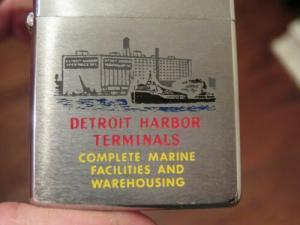 DETROIT HARBOR
TERMINALS
COMPLETE MARINE
FACILITIES AND
WAREHOUSING